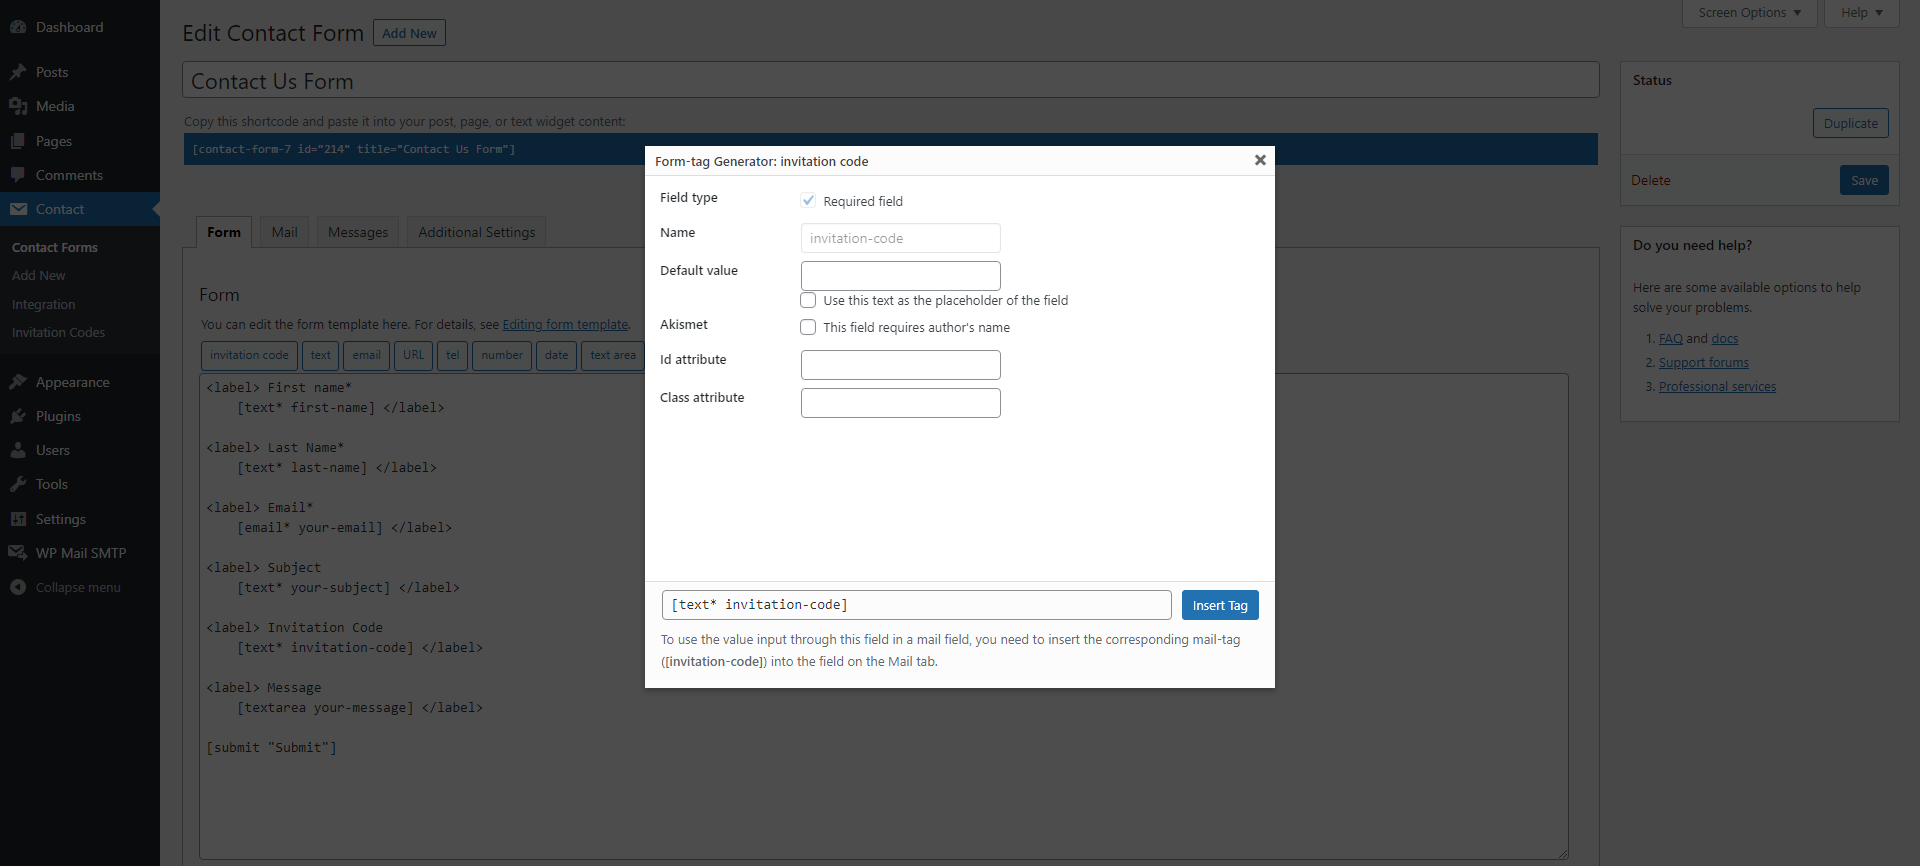 Dashboard
Posts
Media
Pages
Comments
Contact
Contact Forms
Add New
Integration
Invitation Codes
Appearance
Plugins
Users
Tools
Settings
WP Mail SMTP
Collapse menu
Screen Options
Help
Edit Contact Form
Add New
Contact Us Form
Copy this shortcode and paste it into your post, page, or text widget content:
[contact-form-7 id="214" title="Contact Us Form"]
Form Mail Messages Additional Settings
Form
You can edit the form template here. For details, see Editing form template.
invitation code text email URL tel number date text area
<label> First name*
[text* first-name] </label>
<label> Last Name*
[text* last-name] </label>
<label> Email*
[email* your-email] </label>
<label> Subject
[text* your-subject] </label>
<label> Invitation Code
[text* invitation-code] </label>
<label> Message
[textarea your-message] </label>
[submit "Submit"]
Form-tag Generator: invitation code
Field type
Required field
Name
invitation-code
Default value
Use this text as the placeholder of the field
Akismet
This field requires author's name
Id attribute
Class attribute
[text* invitation-code]
Insert Tag
To use the value input through this field in a mail field, you need to insert the corresponding mail-tag
([invitation-code]) into the field on the Mail tab.
Status
Duplicate
Delete
Save
Do you need help?
Here are some available options to help
solve your problems.
1. FAQ and docs
2. Support forums
3. Professional services